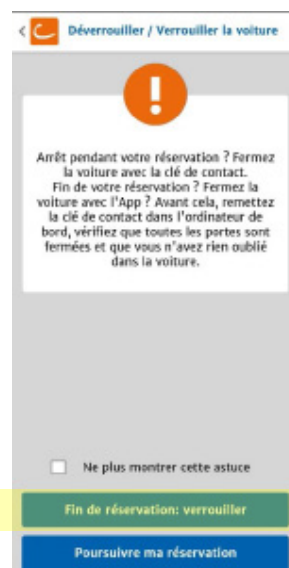 Déverrouiller / Verrouiller la voiture
Arrêt pendant votre réservation ? Fermez
la voiture avec la clé de contact.
Fin de votre réservation ? Fermez la
voiture avec l'App ? Avant cela, remettez
la clé de contact dans l'ordinateur de
bord, vérifiez que toutes les portes sont
fermées et que vous n'avez rien oublié
dans la voiture.
Ne plus montrer cette astuce
Fin de réservation: verrouiller
Poursuivre ma réservation